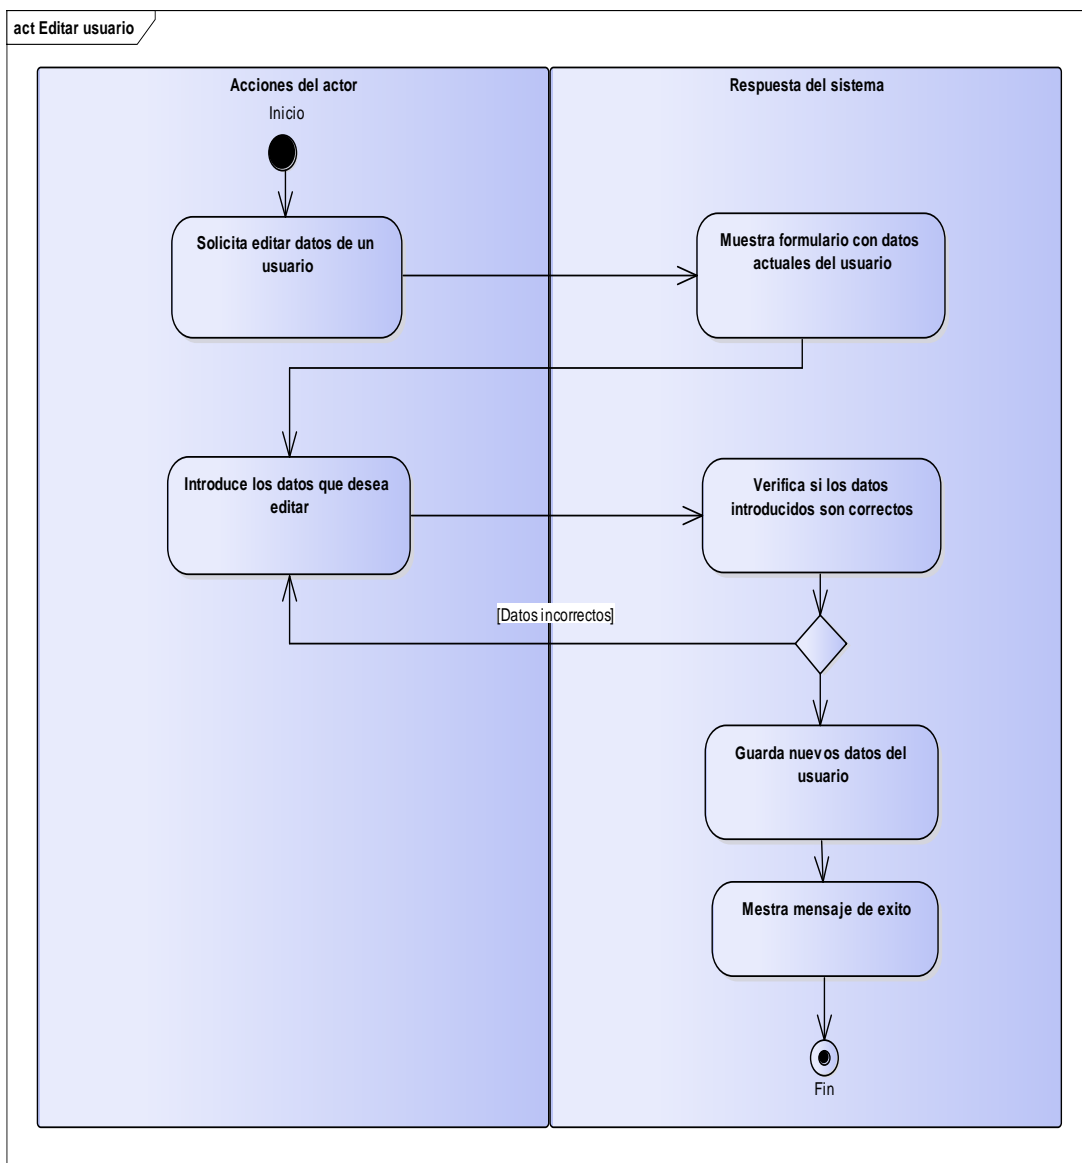 act Editar usuario
Acciones del actor
Respuesta del sistema
Inicio
Solicita editar datos de un
usuario
Muestra formulario con datos
actuales del usuario
Introduce los datos que desea
editar
Verifica si los datos
introducidos son correctos
[Datos incorrectos]
Guarda nuevos datos del
usuario
Mestra mensaje de exito
Fin